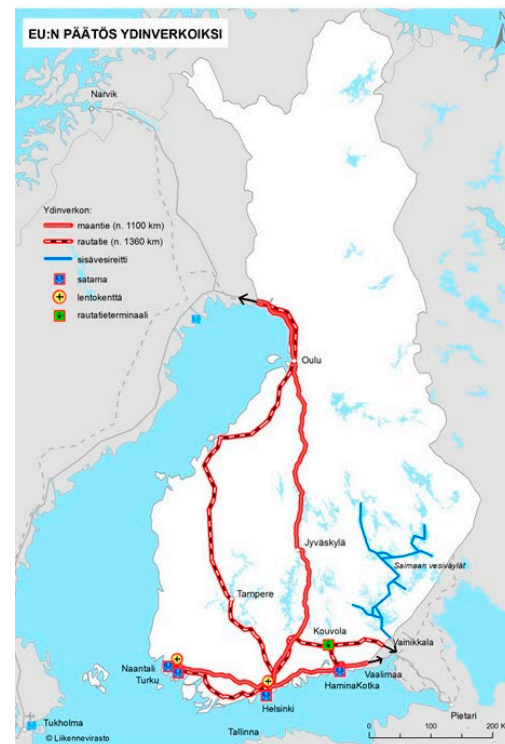 EU:N PÄÄTÖS YDINVERKOIKSI
N
Narvik
Ydinverkon:
maantie (n. 1100 km)
rautatie (n. 1360 km)
sisävesireitti
satama
lentokenttä
rautatieterminaali
Oulu
Jyväskylä
Saimaan vesiväylät
Tampere
Kouvola
Vainikkala
Naantali
Turku
Vaalimaa
HaminaKotka
Helsinki
Tukholma
Pietari
Tallinna
© Liikennevirasto
0 100 200 K